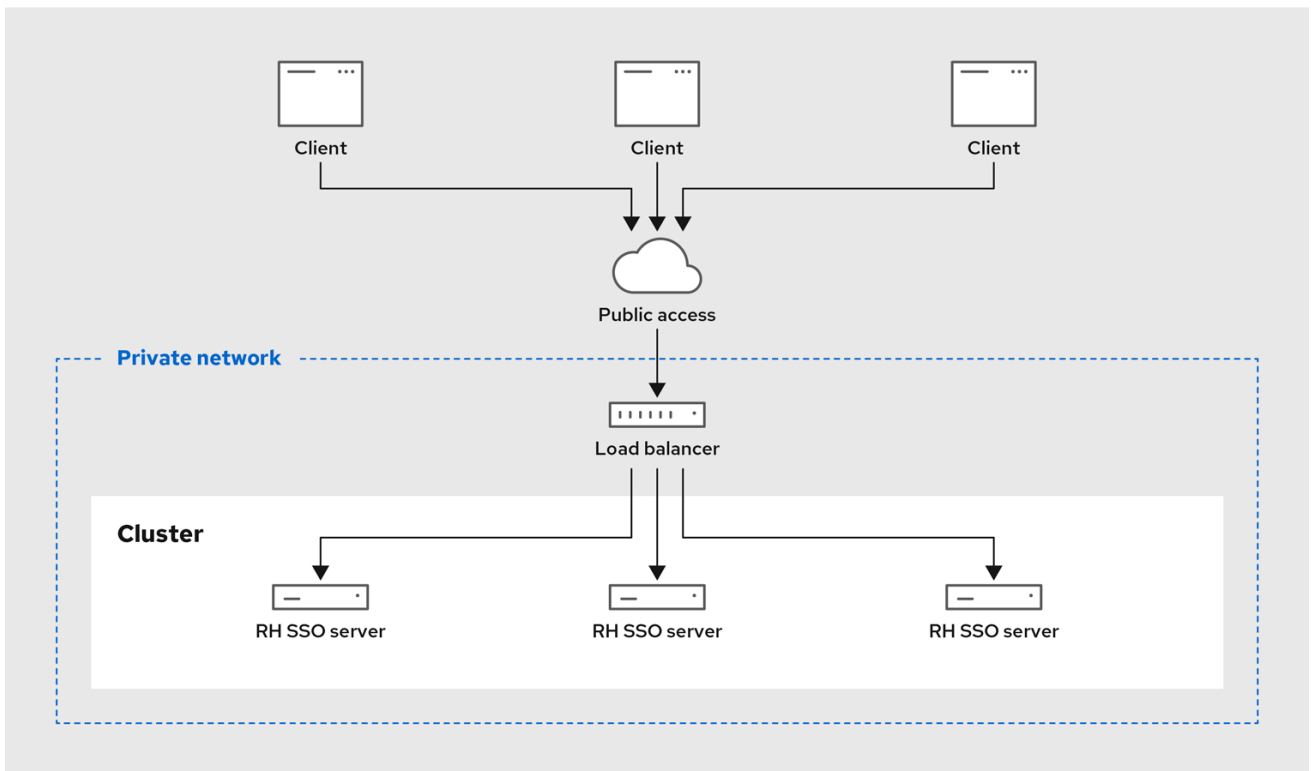 Client
Client
Client
Public access
Private network
Load balancer
Cluster
RH SSO server
RH SSO server
RH SSO server